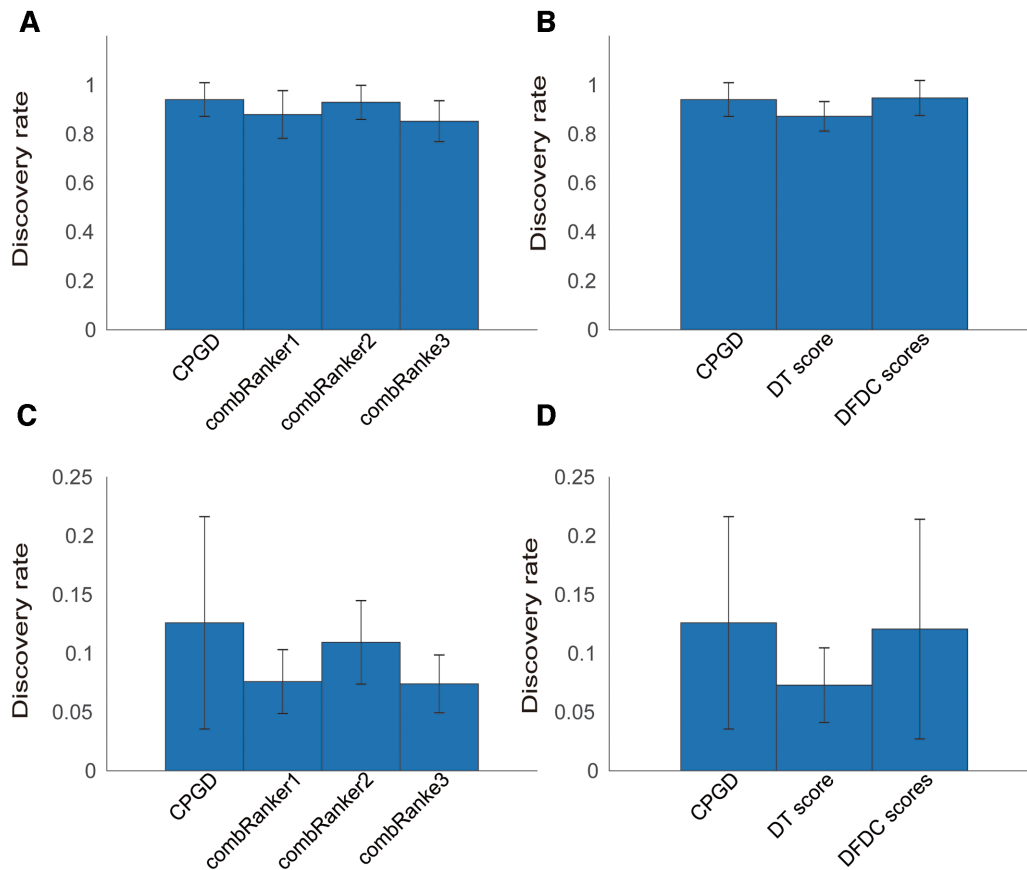 A
Discovery rate
1
0.8
0.6
0.4
0.2
0
CPGD
combRanker1
combRanker2
combRanke3
B
Discovery rate
1
0.8
0.6
0.4
0.2
0
CPGD
DT score
DFDC scores
C
Discovery rate
0.25
0.2
0.15
0.1
0.05
0
CPGD
combRanker1
combRanker2
combRanke3
D
Discovery rate
0.25
0.2
0.15
0.1
0.05
0
CPGD
DT score
DFDC scores